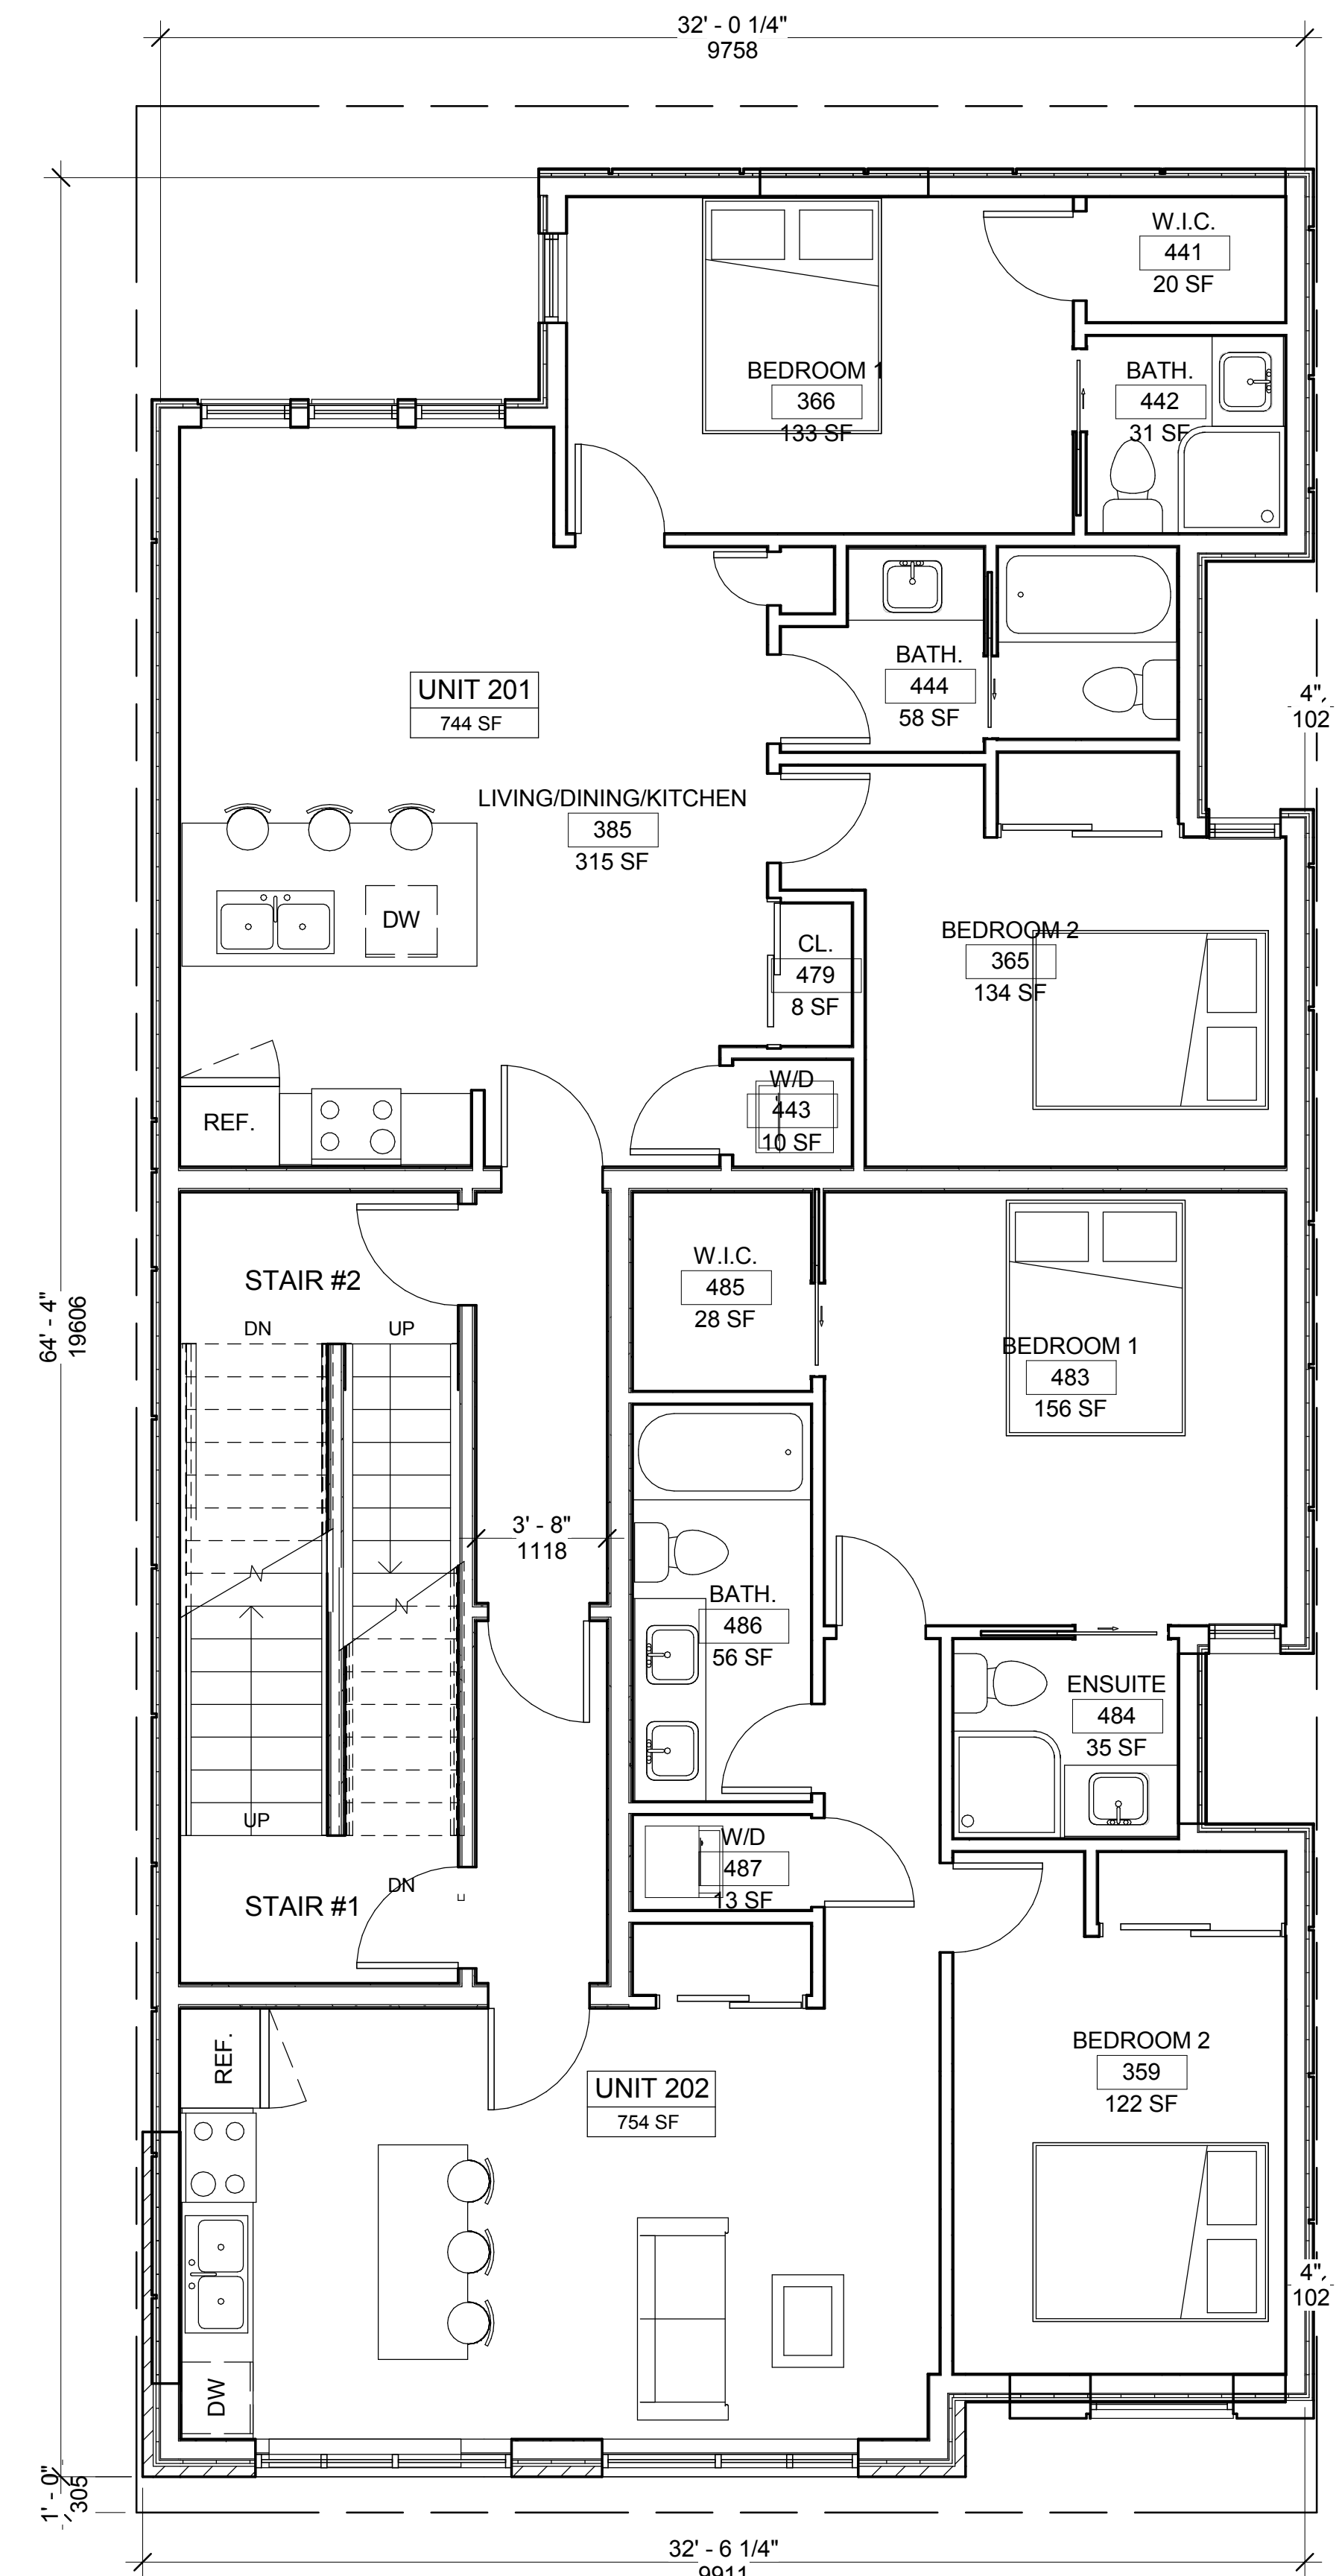 32' - 0 1/4"
9758
W.I.C.
441
20 SF
BEDROOM 1
366
133 SF
BATH.
442
31 SF
BATH.
444
58 SF
UNIT 201
744 SF
4"
102
LIVING/DINING/KITCHEN
385
315 SF
DW
CL.
479
8 SF
BEDROOM 2
365
134 SF
W/D
443
10 SF
REF.
STAIR #2
DN
UP
W.I.C.
485
28 SF
BEDROOM 1
483
156 SF
64' - 4"
19606
3' - 8"
1118
BATH.
486
56 SF
ENSUITE
484
35 SF
UP
DN
STAIR #1
W/D
487
13 SF
REF.
UNIT 202
754 SF
BEDROOM 2
359
122 SF
4"
102
DW
1' - 0"
305
32' - 6 1/4"
9911